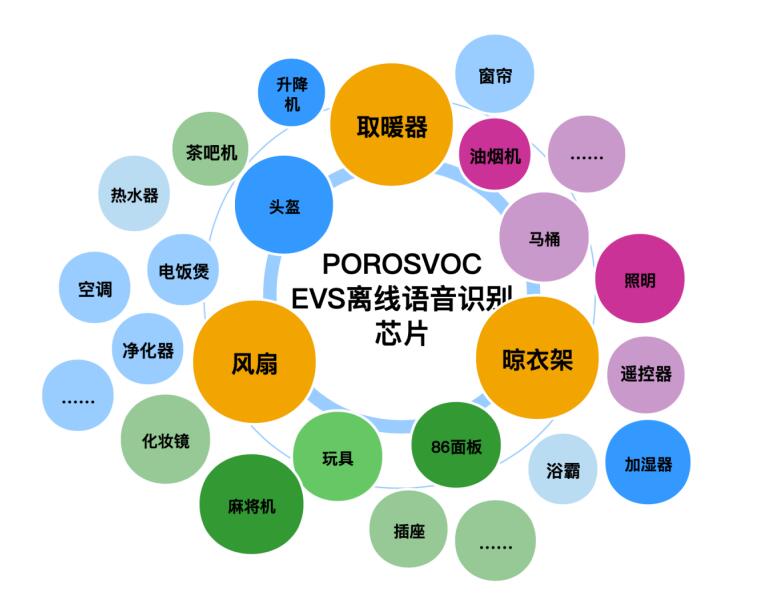 窗帘
升降
机
取暖器
茶吧机
油烟机
……
热水器
头盔
马桶
电饭煲
POROSVOC
EVS离线语音识别
芯片
照明
空调
净化器
风扇
晾衣架
遥控器
……
化妆镜
玩具
86面板
浴霸
加湿器
麻将机
插座
……